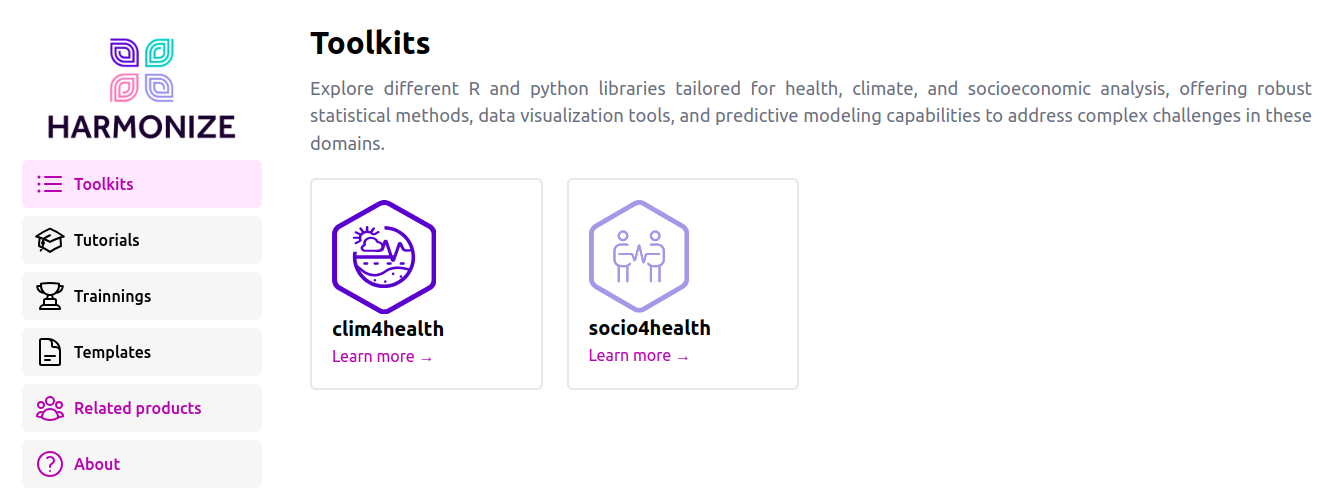 HARMONIZE
Toolkits
Tutorials
Trainnings
Templates
Related products
About
Toolkits
Explore different R and python libraries tailored for health, climate, and socioeconomic analysis, offering robust
statistical methods, data visualization tools, and predictive modeling capabilities to address complex challenges in these
domains.
clim4health
Learn more →
socio4health
Learn more →